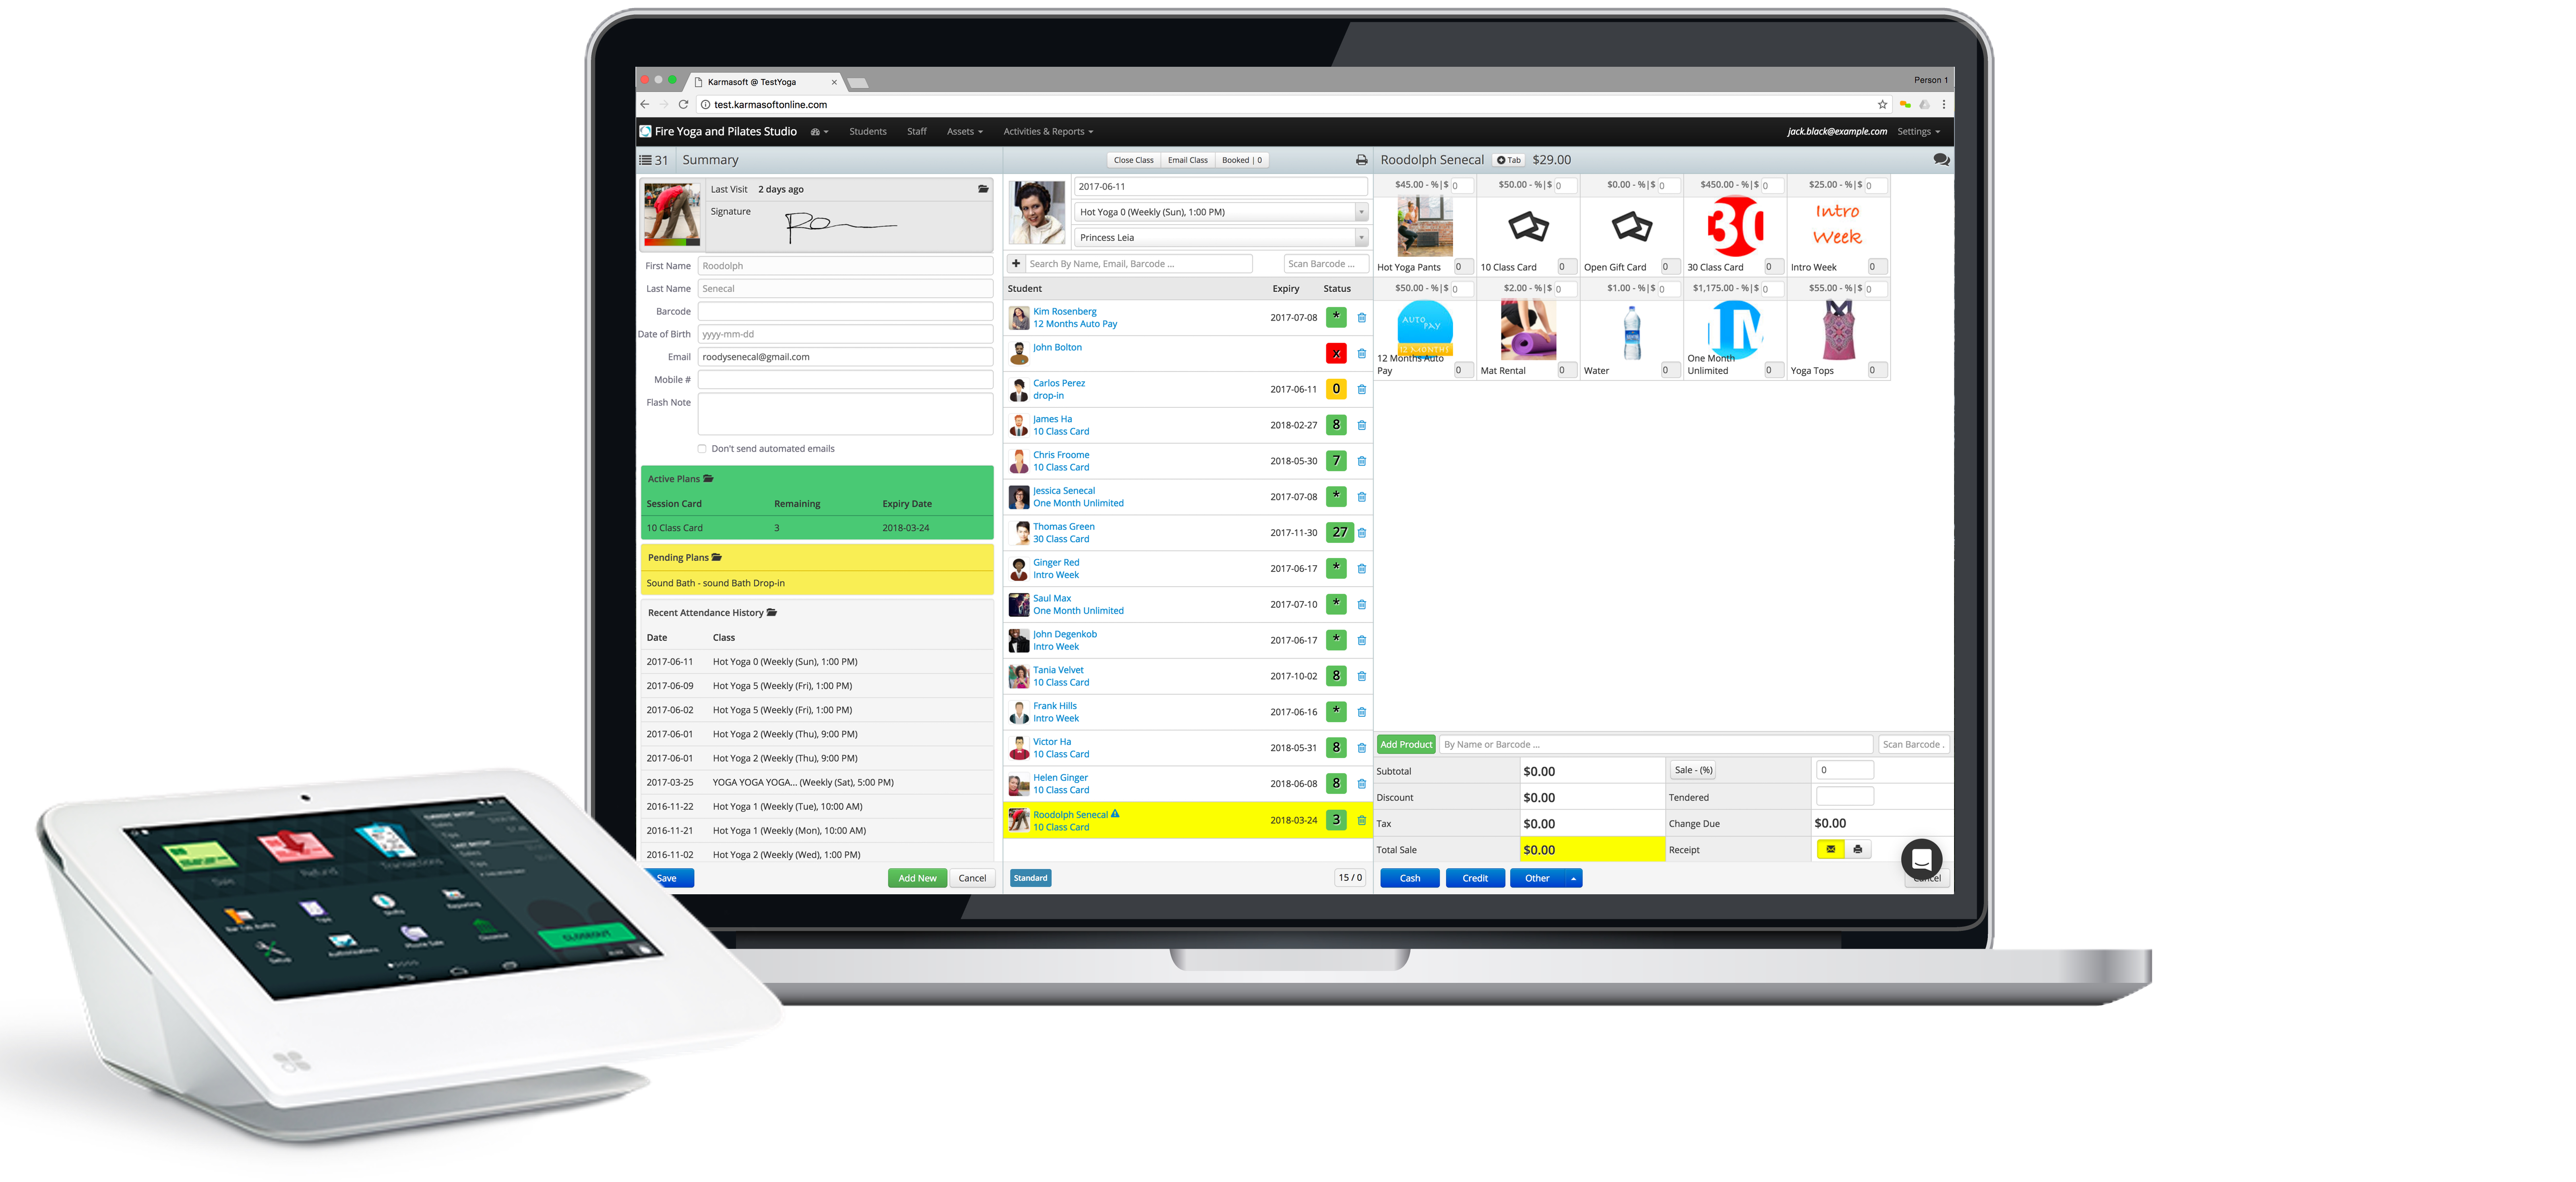 Karmasoft @ TestYoga
Person 1
test.karmasoftonline.com
Fire Yoga and Pilates Studio
Students
Staff
Assets
Activities & Reports
jack.black@example.com
Settings
31
Summary
Last Visit 2 days ago
Signature
First Name
Roodolph
Last Name
Senecal
Barcode
Date of Birth
yyyy-mm-dd
Email
roodysenecal@gmail.com
Mobile #
Flash Note
Don't send automated emails
Active Plans
Session Card Remaining Expiry Date
10 Class Card 3 2018-03-24
Pending Plans
Sound Bath - sound Bath Drop-in
Recent Attendance History
Date Class
2017-06-11 Hot Yoga 0 (Weekly (Sun), 1:00 PM)
2017-06-09 Hot Yoga 5 (Weekly (Fri), 1:00 PM)
2017-06-02 Hot Yoga 5 (Weekly (Fri), 1:00 PM)
2017-06-01 Hot Yoga 2 (Weekly (Thu), 9:00 PM)
2017-06-01 Hot Yoga 2 (Weekly (Thu), 9:00 PM)
2017-03-25 YOGA YOGA YOGA... (Weekly (Sat), 5:00 PM)
2016-11-22 Hot Yoga 1 (Weekly (Tue), 10:00 AM)
2016-11-21 Hot Yoga 1 (Weekly (Mon), 10:00 AM)
2016-11-02 Hot Yoga 2 (Weekly (Wed), 1:00 PM)
Save
Add New
Cancel
Close Class
Email Class
Booked | 0
2017-06-11
Hot Yoga 0 (Weekly (Sun), 1:00 PM)
Princess Leia
Search By Name, Email, Barcode ...
Scan Barcode ...
Student Expiry Status
Kim Rosenberg
12 Months Auto Pay
2017-07-08 *
John Bolton
x
Carlos Perez
drop-in
2017-06-11 0
James Ha
10 Class Card
2018-02-27 8
Chris Froome
10 Class Card
2018-05-30 7
Jessica Senecal
One Month Unlimited
2017-07-08 *
Thomas Green
30 Class Card
2017-11-30 27
Ginger Red
Intro Week
2017-06-17 *
Saul Max
One Month Unlimited
2017-07-10 *
John Degenkob
Intro Week
2017-06-17 *
Tania Velvet
10 Class Card
2017-10-02 8
Frank Hills
Intro Week
2017-06-16 *
Victor Ha
10 Class Card
2018-05-31 8
Helen Ginger
10 Class Card
2018-06-08 8
Roodolph Senecal
10 Class Card
2018-03-24 3
Standard
15 / 0
Roodolph Senecal
Tab
$29.00
$45.00 - %|$ 0
$50.00 - %|$ 0
$0.00 - %|$ 0
$450.00 - %|$ 0
$25.00 - %|$ 0
30
Intro
Week
Hot Yoga Pants 0
10 Class Card 0
Open Gift Card 0
30 Class Card 0
Intro Week 0
$50.00 - %|$ 0
$2.00 - %|$ 0
$1.00 - %|$ 0
$1,175.00 - %|$ 0
$55.00 - %|$ 0
AUTO
PAY
12 MONTHS
1M
12 Months Auto
Pay 0
Mat Rental 0
Water 0
One Month
Unlimited 0
Yoga Tops 0
Add Product
By Name or Barcode ...
Scan Barcode .
Subtotal $0.00 Sale - (%) 0
Discount $0.00 Tendered
Tax $0.00 Change Due $0.00
Total Sale $0.00 Receipt
Cash
Credit
Other
Cancel
Sale
Refund
Transactions
Reporting
Setup
Authorizations
Phone Sale
CLOSEOUT